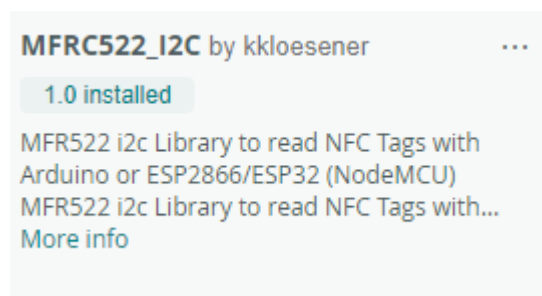 MFRC522_I2C by kkloesener ...
1.0 installed
MFR522 i2c Library to read NFC Tags with
Arduino or ESP2866/ESP32 (NodeMCU)
MFR522 i2c Library to read NFC Tags with...
More info